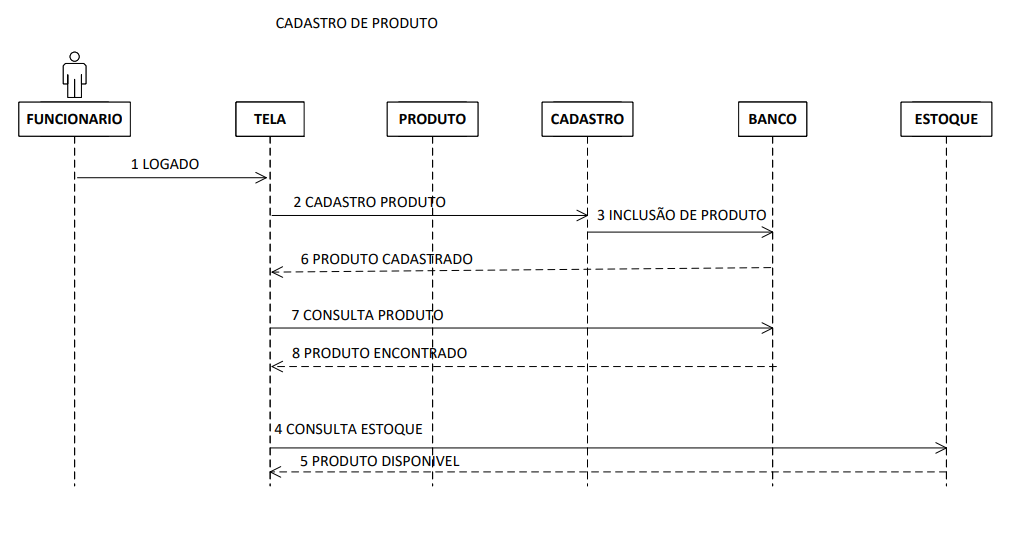 CADASTRO DE PRODUTO
FUNCIONARIO
TELA
PRODUTO
CADASTRO
BANCO
ESTOQUE
1 LOGADO
2 CADASTRO PRODUTO
3 INCLUSÃO DE PRODUTO
6 PRODUTO CADASTRADO
7 CONSULTA PRODUTO
8 PRODUTO ENCONTRADO
4 CONSULTA ESTOQUE
5 PRODUTO DISPONIVEL